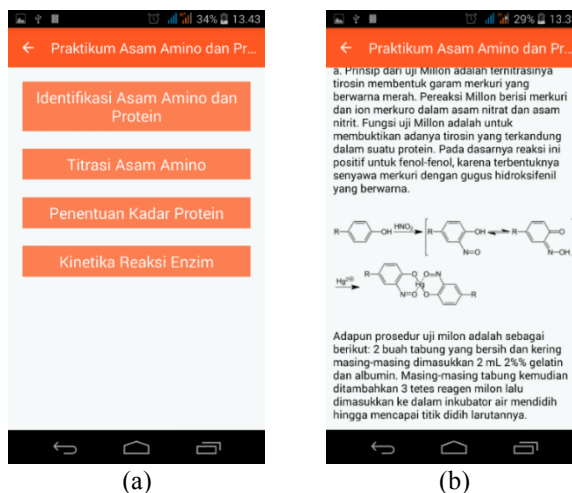 34% 13.43
Praktikum Asam Amino dan Pr...
Identifikasi Asam Amino dan
Protein
Titrasi Asam Amino
Penentuan Kadar Protein
Kinetika Reaksi Enzim
(a)
29% 13.3
Praktikum Asam Amino dan Pr..
a. Prinsip dari uji Millon adalah ternitrasinya
tirosin membentuk garam merkuri yang
berwarna merah. Pereaksi Millon berisi merkuri
dan ion merkuro dalam asam nitrat dan asam
nitrit. Fungsi uji Millon adalah untuk
membuktikan adanya tirosin yang terkandung
dalam suatu protein. Pada dasarnya reaksi ini
positif untuk fenol-fenol, karena terbentuknya
senyawa merkuri dengan gugus hidroksifenil
yang berwarna.
R OH HNO₂ R OH N=O R O N-OH
Hg²⊕ R O N=O Hg O=N O R
Adapun prosedur uji milon adalah sebagai
berikut: 2 buah tabung yang bersih dan kering
masing-masing dimasukkan 2 mL 2%% gelatin
dan albumin. Masing-masing tabung kemudian
ditambahkan 3 tetes reagen milon lalu
dimasukkan ke dalam inkubator air mendidih
hingga mencapai titik didih larutannya.
(b)